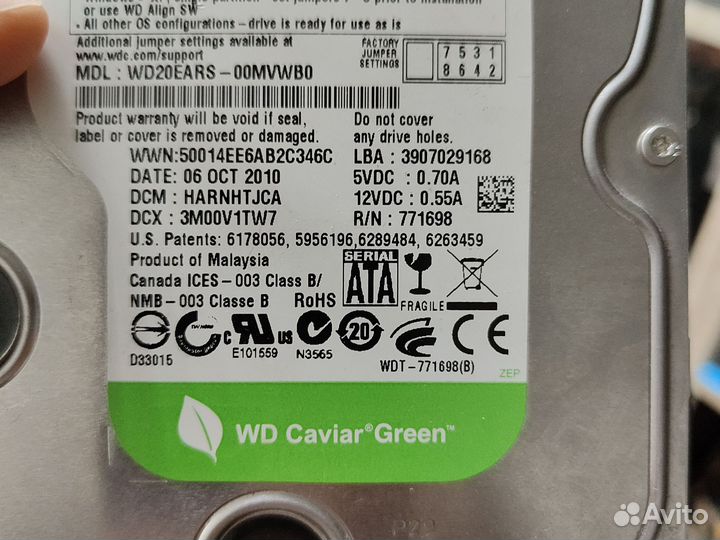 or use WD Align SW
- All other OS configurations - drive is ready for use as is
Additional jumper settings available at
www.wdc.com/support
FACTORY
JUMPER
SETTINGS
7 5 3 1
8 6 4 2
MDL : WD20EARS - 00MVWB0
Product warranty will be void if seal,
label or cover is removed or damaged.
Do not cover
any drive holes.
WWN:50014EE6AB2C346C
LBA : 3907029168
DATE: 06 OCT 2010
5VDC : 0.70A
DCM : HARNHTJCA
12VDC : 0.55A
DCX : 3M00V1TW7
R/N : 771698
U.S. Patents: 6178056, 5956196,6289484, 6263459
Product of Malaysia
Canada ICES - 003 Class B/
NMB - 003 Classe B
RoHS
SERIAL
ATA
FRAGILE
D33015
c
us
E101559
N3565
20
CE
WDT - 771698(B)
ZEP
WD Caviar® Green™
Avito